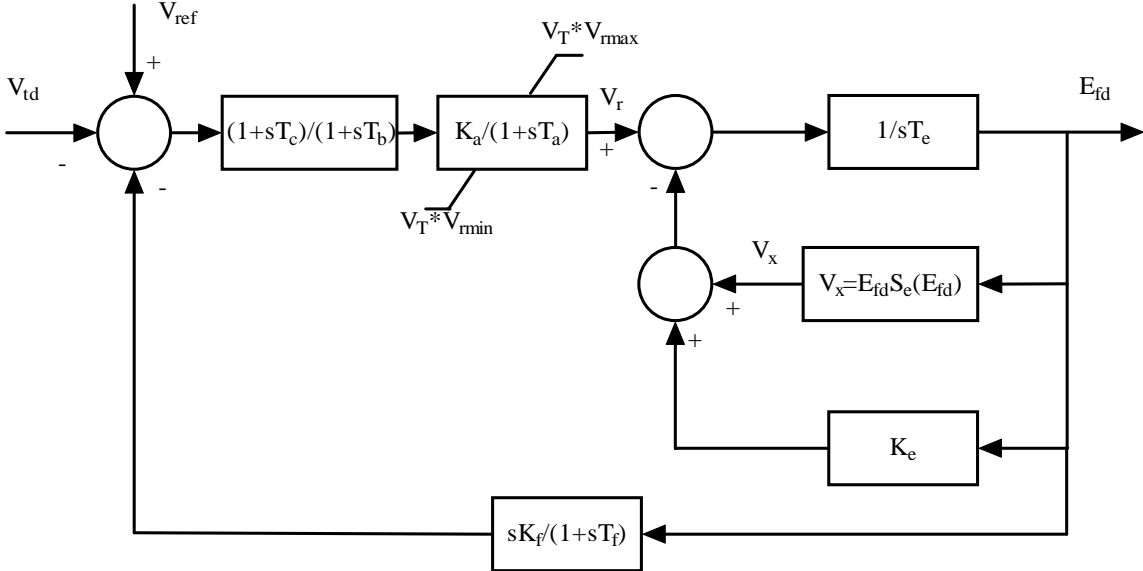 V_ref
V_T*V_rmax
V_td
+
V_r
E_fd
(1+sT_c)/(1+sT_b)
K_a/(1+sT_a)
1/sT_e
+
-
-
-
V_T*V_rmin
V_x
V_x=E_fdS_e(E_fd)
+
+
K_e
sK_f/(1+sT_f)